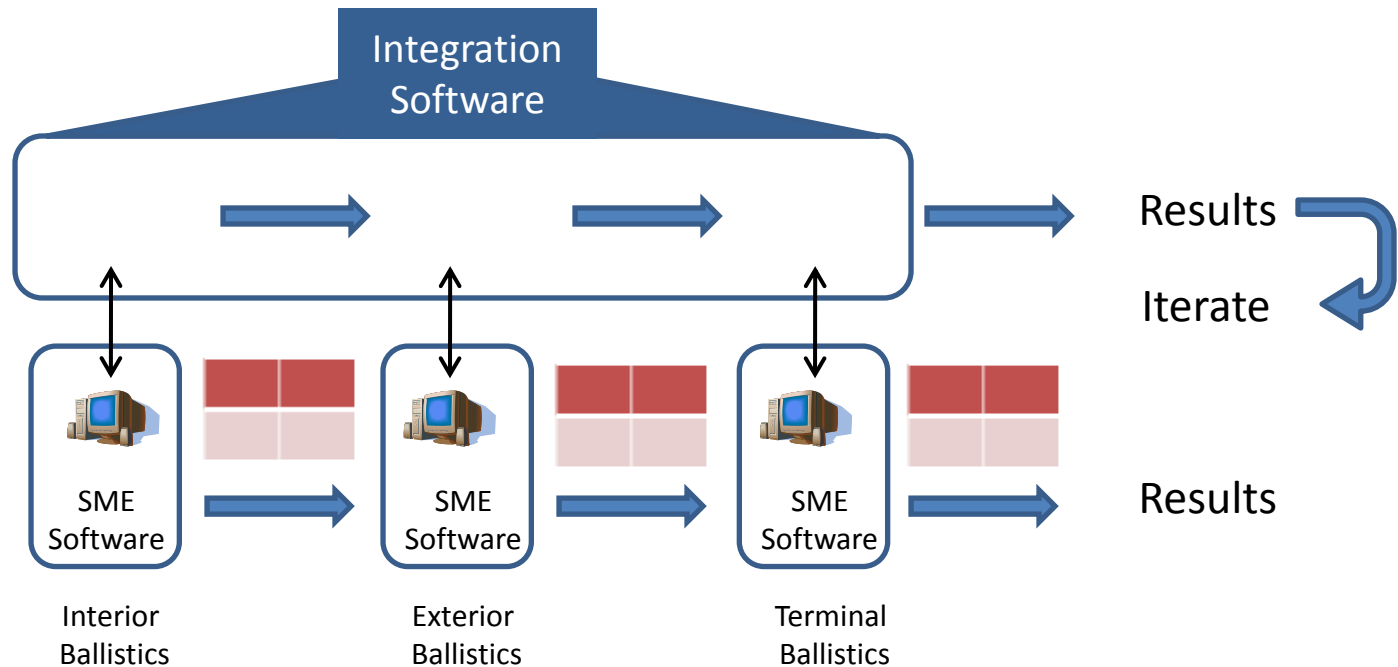 Integration
Software
Results
Iterate
SME
Software
SME
Software
SME
Software
Results
Interior
Ballistics
Exterior
Ballistics
Terminal
Ballistics